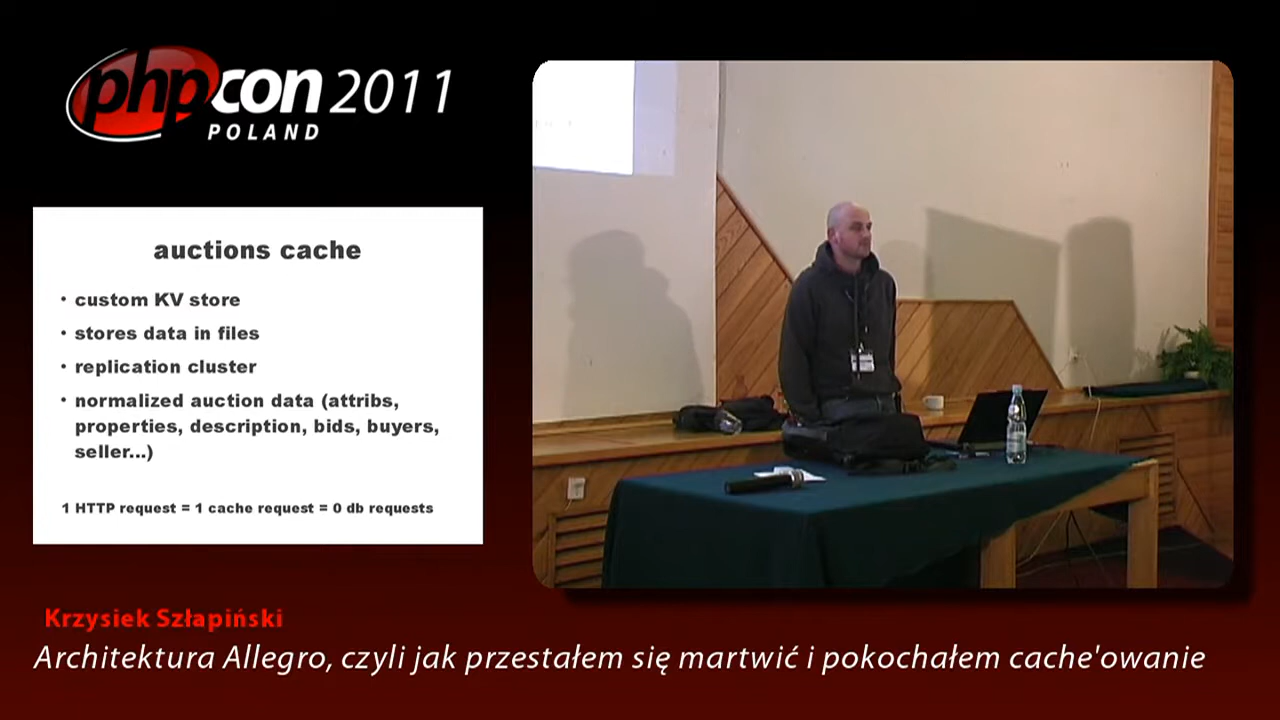 phpcon 2011
POLAND
auctions cache
• custom KV store
• stores data in files
• replication cluster
• normalized auction data (attribs,
properties, description, bids, buyers,
seller...)
1 HTTP request = 1 cache request = 0 db requests
Krzysiek Szłapiński
Architektura Allegro, czyli jak przestałem się martwić i pokochałem cache'owanie